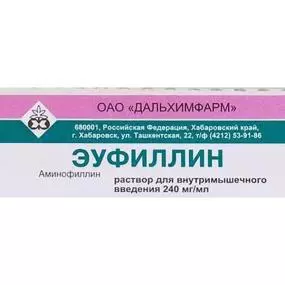 ОАО «ДАЛЬХИМФАРМ»
680001, Российская Федерация, Хабаровский край,
г. Хабаровск, ул. Ташкентская, 22, т/ф (4212) 53-91-86
ЭУФИЛЛИН
Аминофиллин
раствор для внутримышечного
введения 240 мг/мл